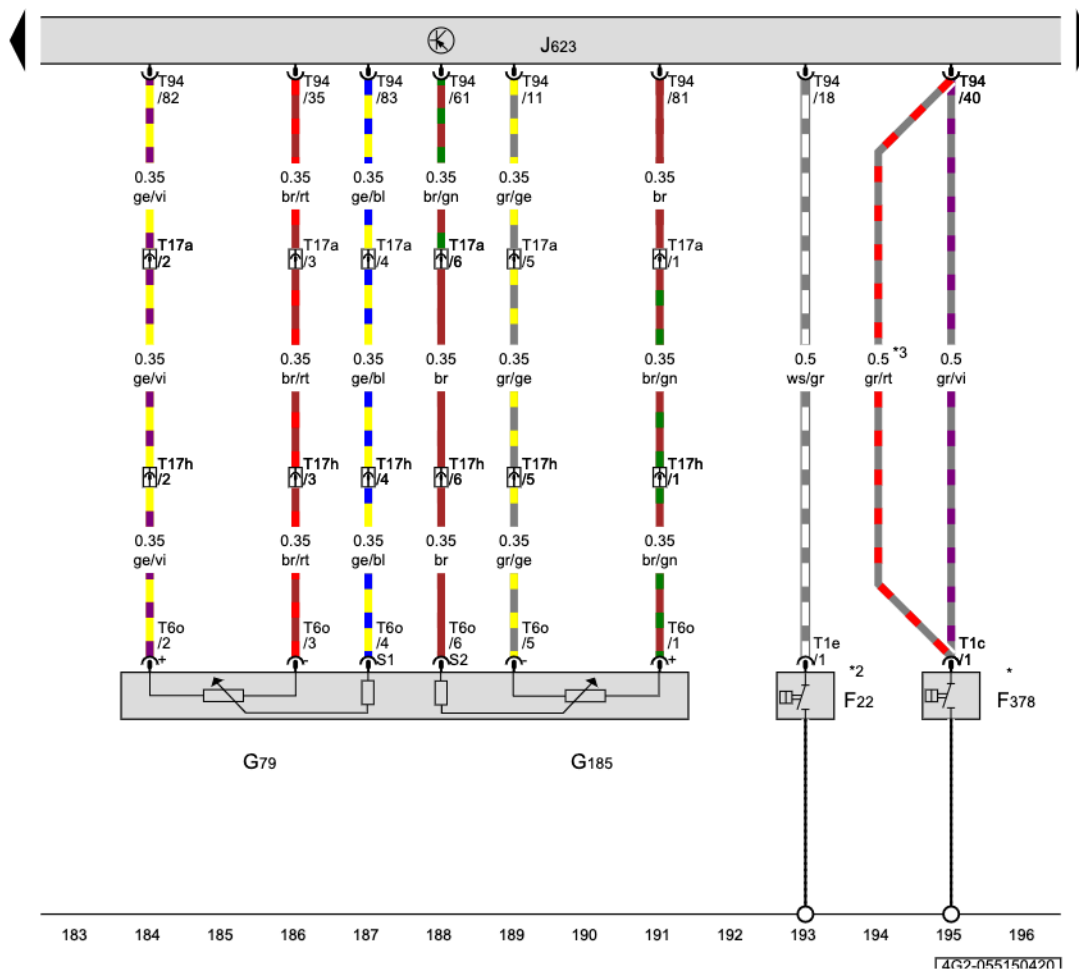 J623
T94 T94 T94 T94 T94 T94 T94 T94
/82 /35 /83 /61 /11 /81 /18 /40
0.35 0.35 0.35 0.35 0.35 0.35
ge/vi br/rt ge/bl br/gn gr/ge br
T17a T17a T17a T17a T17a T17a
/2 /3 /4 /6 /5 /1
0.35 0.35 0.35 0.35 0.35 0.35 0.5 0.5 *3 0.5
ge/vi br/rt ge/bl br gr/ge br/gn ws/gr gr/rt gr/vi
T17h T17h T17h T17h T17h T17h
/2 /3 /4 /6 /5 /1
0.35 0.35 0.35 0.35 0.35 0.35
ge/vi br/rt ge/bl br gr/ge br/gn
T6o T6o T6o T6o T6o T6o T1e T1c
/2 /3 /4 /6 /5 /1 /1 /1
+ - S1 S2 - + *2 *
F22 F378
G79 G185
183 184 185 186 187 188 189 190 191 192 193 194 195 196
4G2-055150420